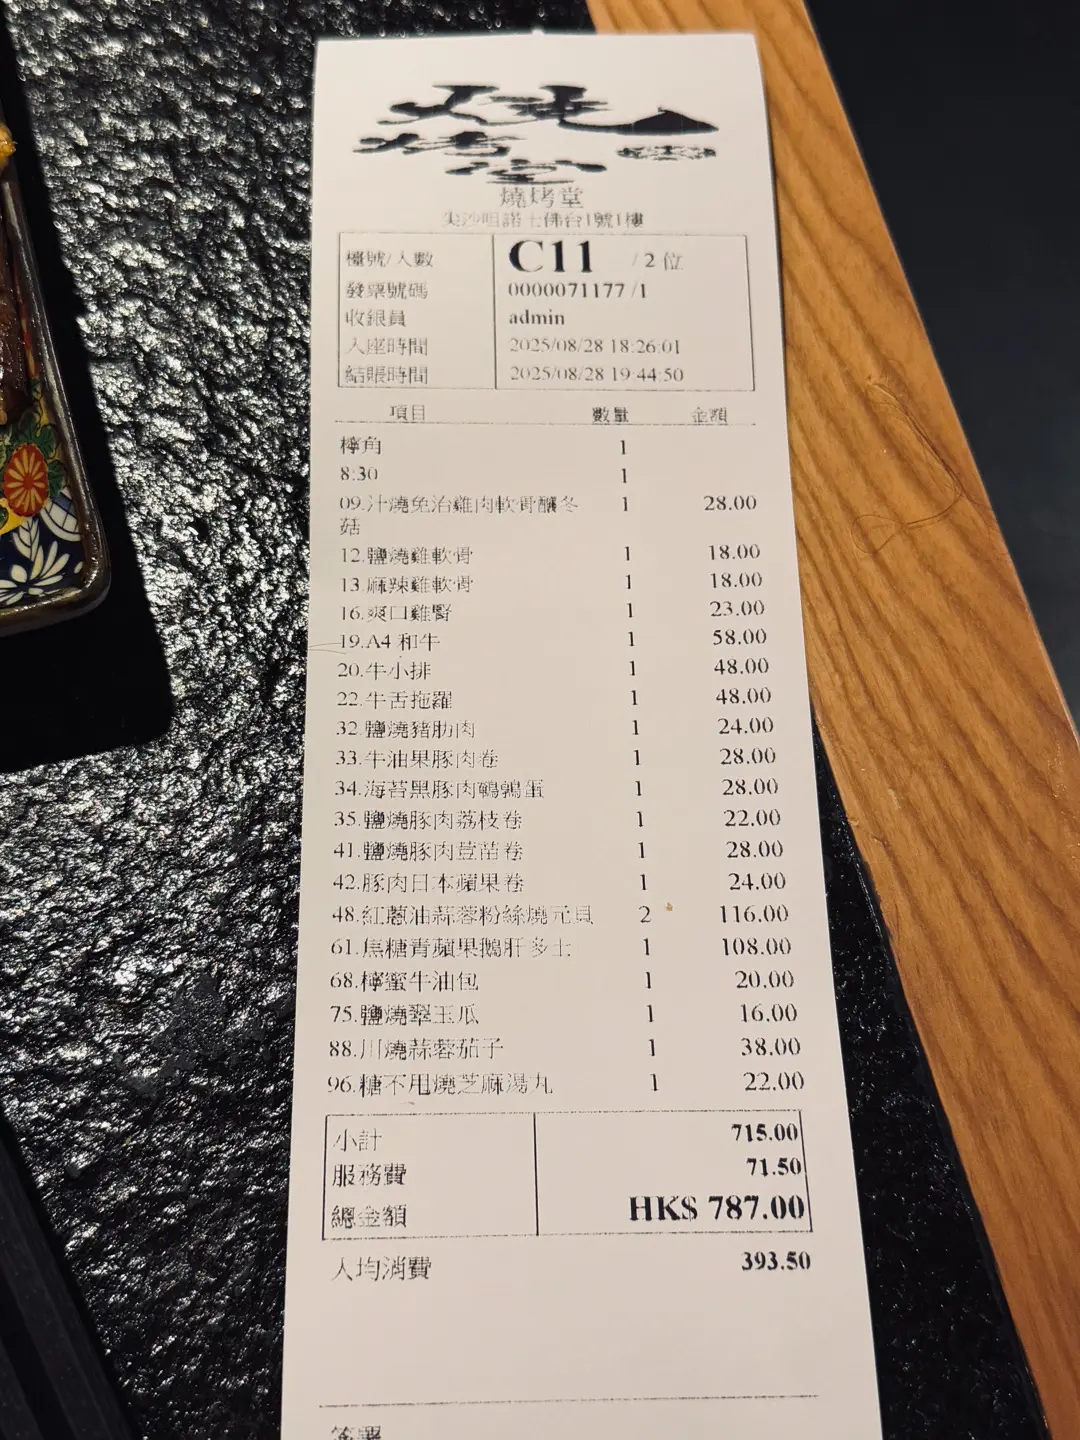 燒烤堂
燒烤堂
尖沙咀諾士佛台1號1樓
檯號/人數 C11 / 2 位
發票號碼 0000071177 /1
收銀員 admin
入座時間 2025/08/28 18:26:01
結賬時間 2025/08/28 19:44:50
項目 數量 金額
檸角 1
8:30 1
09.汁燒免治雞肉軟骨釀冬 1 28.00
菇
12.鹽燒雞軟骨 1 18.00
13.麻辣雞軟骨 1 18.00
16.爽口雞腎 1 23.00
19.A4 和牛 1 58.00
20.牛小排 1 48.00
22.牛舌拖羅 1 48.00
32.鹽燒豬肋肉 1 24.00
33.牛油果豚肉卷 1 28.00
34.海苔黑豚肉鵪鶉蛋 1 28.00
35.鹽燒豚肉荔枝卷 1 22.00
41.鹽燒豚肉荳苗卷 1 28.00
42.豚肉日本蘋果卷 1 24.00
48.紅蔥油蒜蓉粉絲燒元貝 2 116.00
61.焦糖青蘋果鵝肝多士 1 108.00
68.檸蜜牛油包 1 20.00
75.鹽燒翠玉瓜 1 16.00
88.川燒蒜蓉茄子 1 38.00
96.糖不甩燒芝麻湯丸 1 22.00
小計 715.00
服務費 71.50
總金額 HK$ 787.00
人均消費 393.50